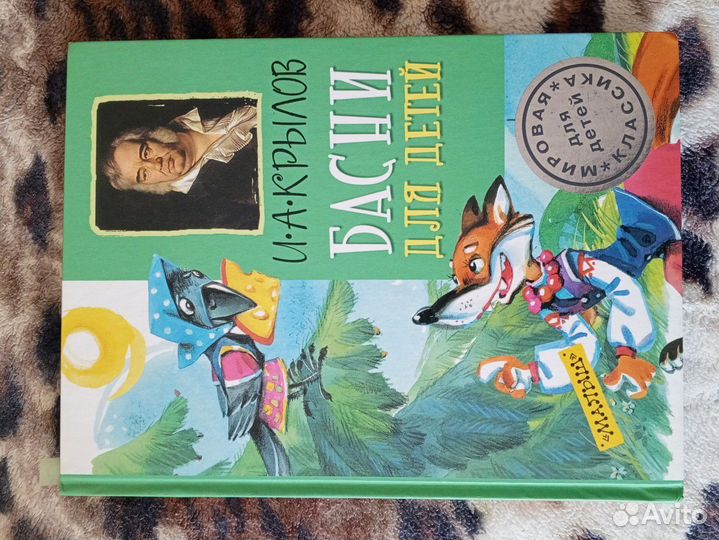 И·А·КРЫЛОВ
БАСНИ
ДЛЯ ДЕТЕЙ
МИРОВАЯ
для
детей
КЛАССИКА
«МАЛЫШ»
Avito